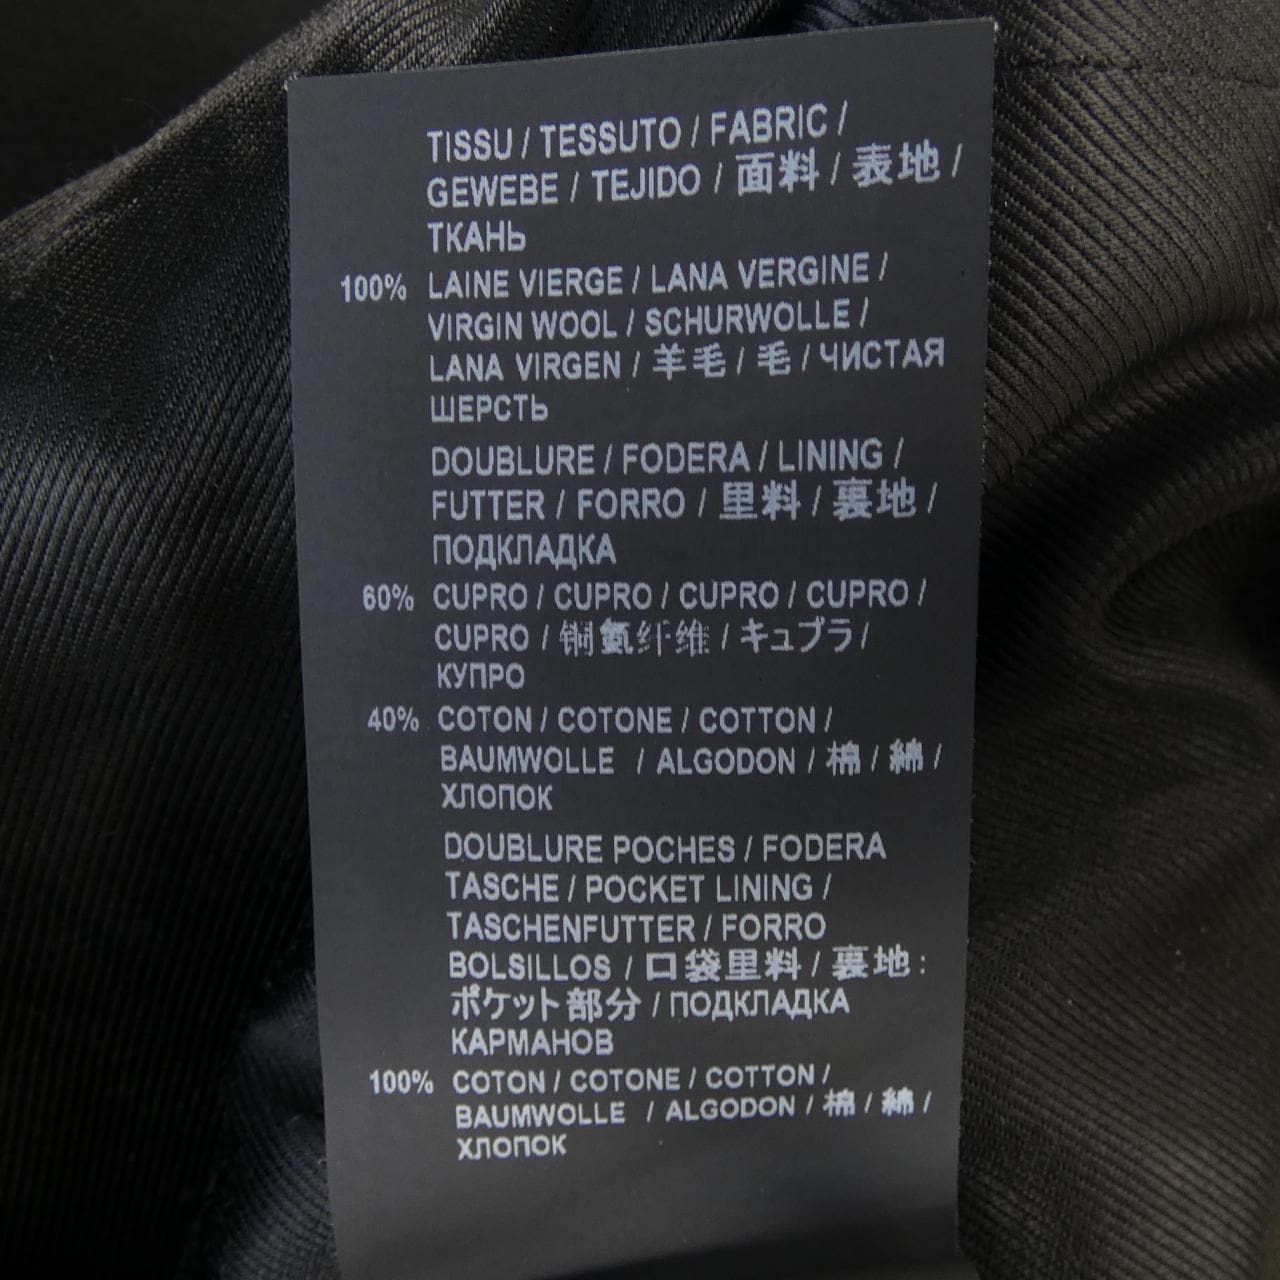 TISSU / TESSUTO / FABRIC /
GEWEBE / TEJIDO / 面料 / 表地 /
ТКАНЬ
100% LAINE VIERGE / LANA VERGINE /
VIRGIN WOOL / SCHURWOLLE /
LANA VIRGEN / 羊毛 / 毛 / ЧИСТАЯ
ШЕРСТЬ
DOUBLURE / FODERA / LINING /
FUTTER / FORRO / 里料 / 裏地 /
ПОДКЛАДКА
60% CUPRO / CUPRO / CUPRO / CUPRO /
CUPRO / 铜氨纤维 / キュプラ /
КУПРО
40% COTON / COTONE / COTTON /
BAUMWOLLE / ALGODON / 棉 / 綿 /
ХЛОПОК
DOUBLURE POCHES / FODERA
TASCHE / POCKET LINING /
TASCHENFUTTER / FORRO
BOLSILLOS / 口袋里料 / 裏地:
ポケット部分 / ПОДКЛАДКА
КАРМАНОВ
100% COTON / COTONE / COTTON /
BAUMWOLLE / ALGODON / 棉 / 綿 /
ХЛОПОК